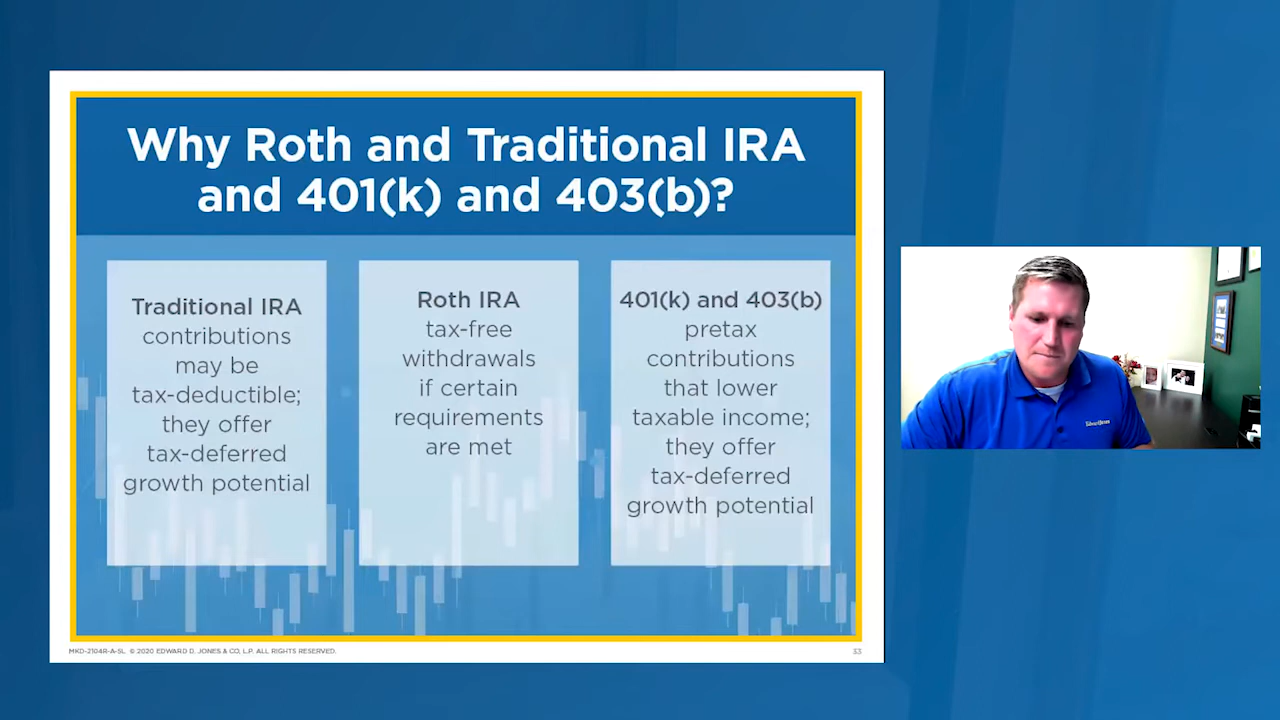 Why Roth and Traditional IRA
and 401(k) and 403(b)?
Traditional IRA
contributions
may be
tax-deductible;
they offer
tax-deferred
growth potential
Roth IRA
tax-free
withdrawals
if certain
requirements
are met
401(k) and 403(b)
pretax
contributions
that lower
taxable income;
they offer
tax-deferred
growth potential
MKD-2104R-A-SL © 2020 EDWARD D. JONES & CO, L.P. ALL RIGHTS RESERVED.
33
Edward Jones